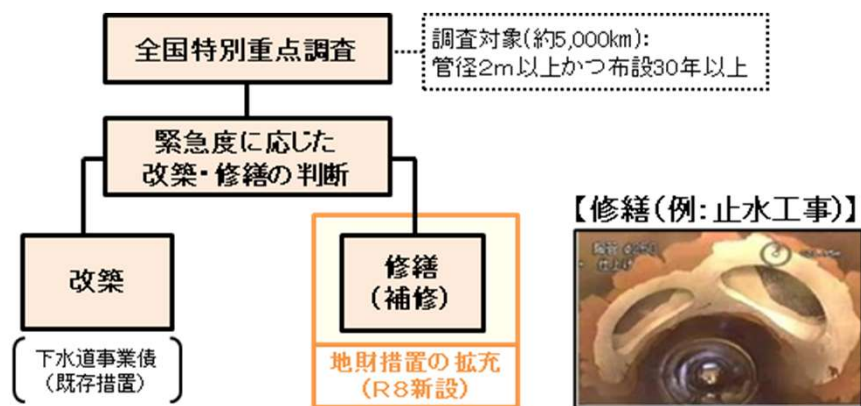 全国特別重点調査
調査対象(約5,000km):
管径2m以上かつ布設30年以上
緊急度に応じた
改築・修繕の判断
改築
修繕
(補修)
下水道事業債
(既存措置)
地財措置の拡充
(R8新設)
【修繕(例:止水工事)】
仕上げ